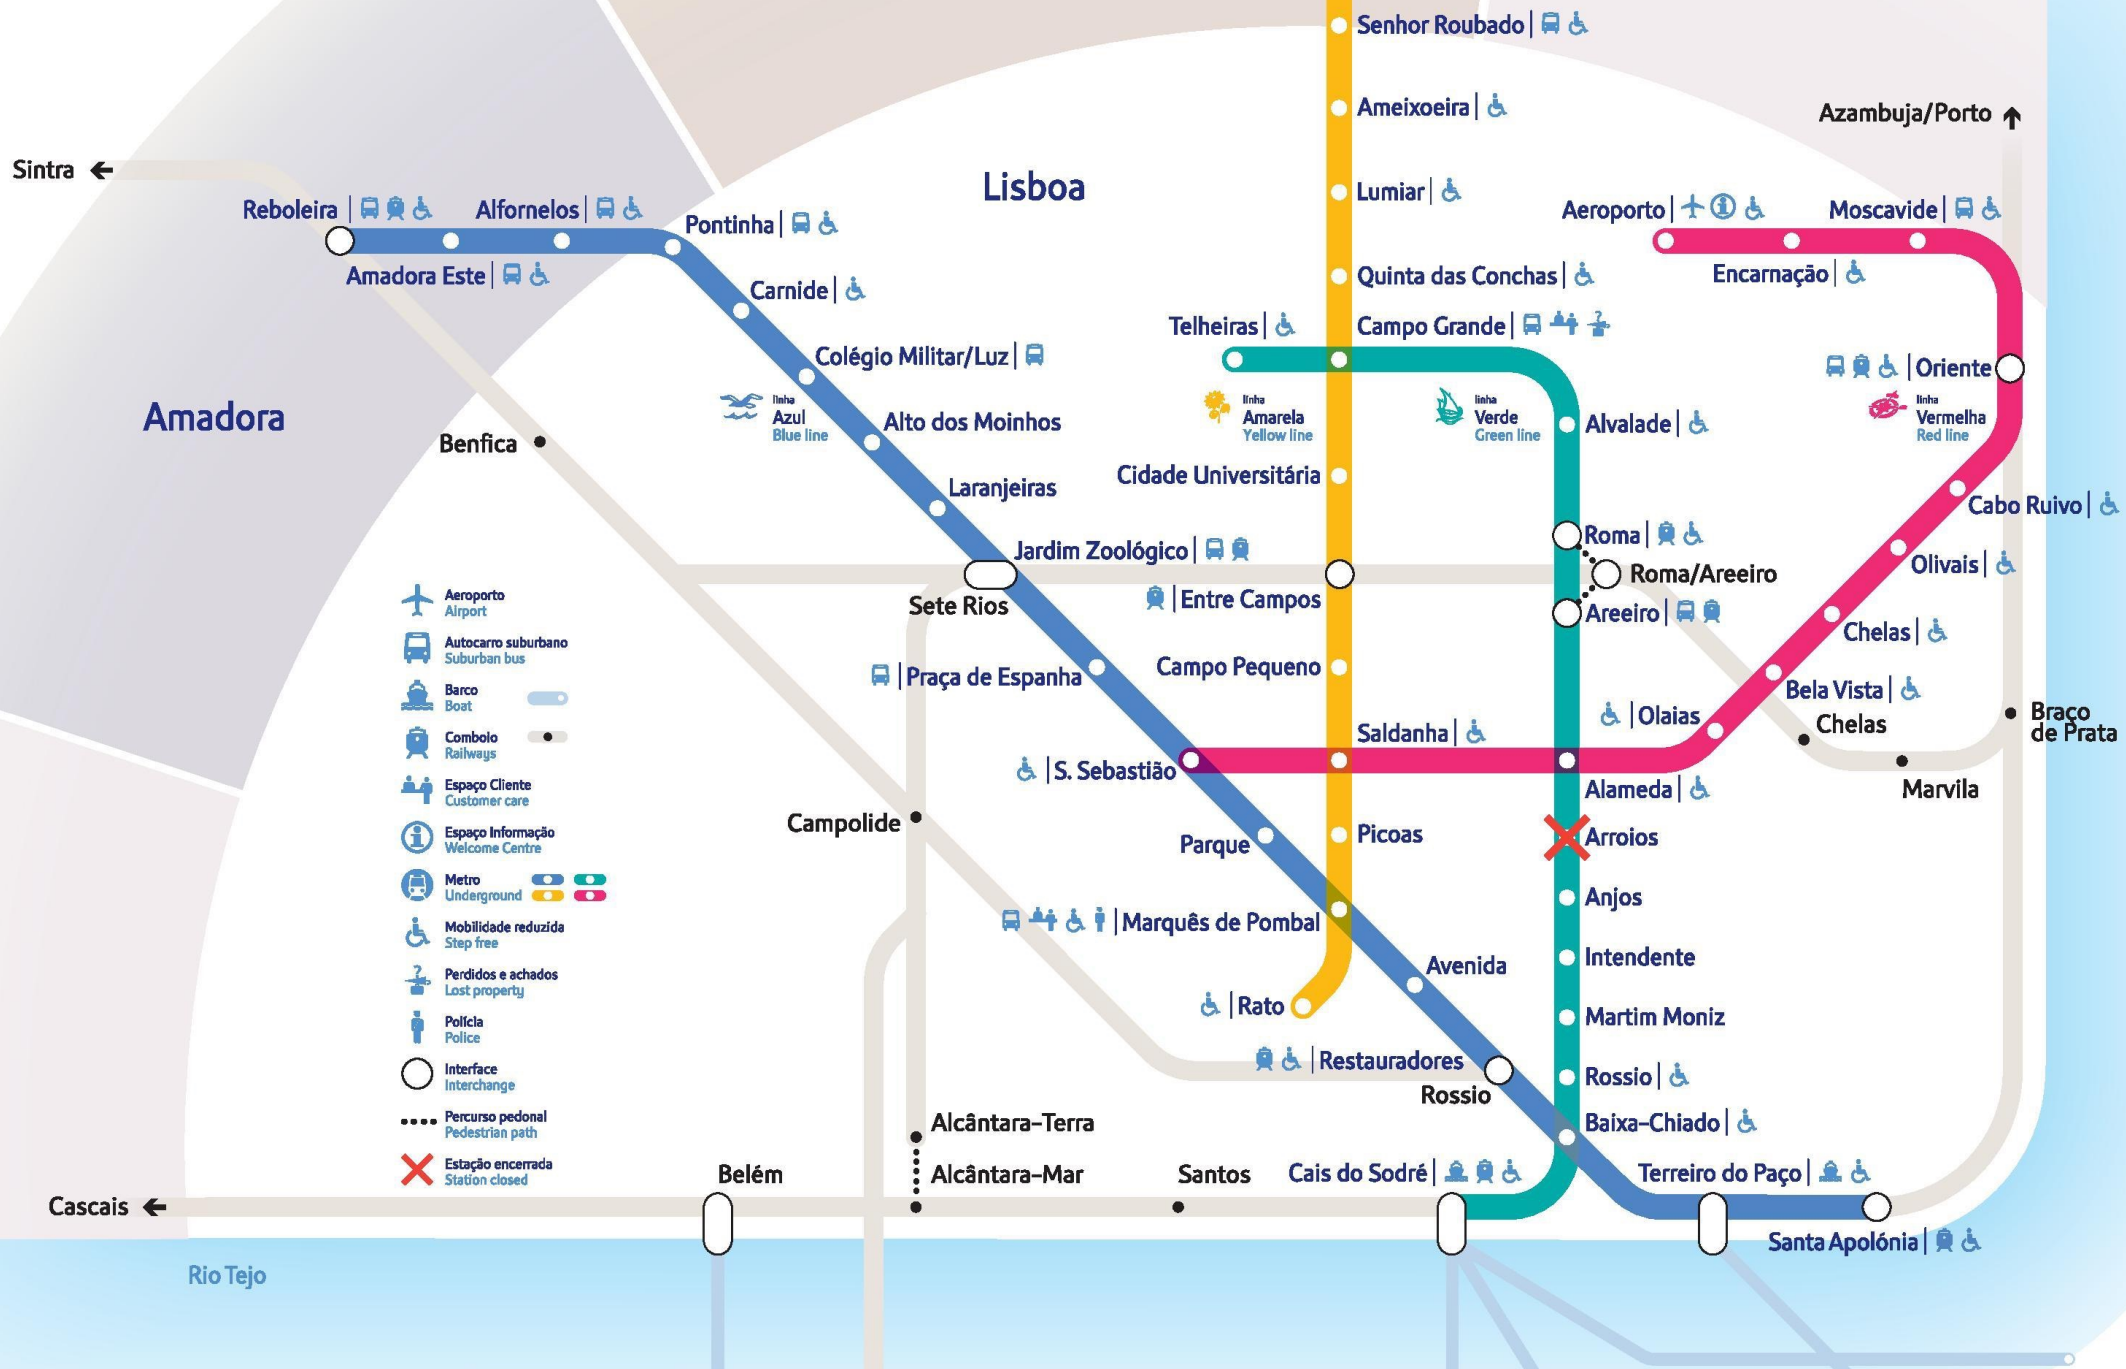 Senhor Roubado
Ameixoeira
Azambuja/Porto
Sintra
Lisboa
Lumiar
Reboleira
Alfornelos
Pontinha
Aeroporto
Moscavide
Amadora Este
Carnide
Quinta das Conchas
Encarnação
Telheiras
Campo Grande
Colégio Militar/Luz
Oriente
linha
Azul
Blue line
linha
Amarela
Yellow line
linha
Verde
Green line
linha
Vermelha
Red line
Amadora
Alto dos Moinhos
Alvalade
Benfica
Cidade Universitária
Laranjeiras
Cabo Ruivo
Jardim Zoológico
Roma
Olivais
Roma/Areeiro
Sete Rios
Entre Campos
Areeiro
Chelas
Praça de Espanha
Campo Pequeno
Bela Vista
Olaias
Chelas
Braço
de Prata
Saldanha
S. Sebastião
Alameda
Marvila
Campolide
Parque
Picoas
Arroios
Anjos
Marquês de Pombal
Intendente
Avenida
Rato
Martim Moniz
Restauradores
Rossio
Rossio
Baixa-Chiado
Alcântara-Terra
Belém
Alcântara-Mar
Santos
Cais do Sodré
Terreiro do Paço
Cascais
Santa Apolónia
Rio Tejo
Aeroporto
Airport
Autocarro suburbano
Suburban bus
Barco
Boat
Comboio
Railways
Espaço Cliente
Customer care
Espaço Informação
Welcome Centre
Metro
Underground
Mobilidade reduzida
Step free
Perdidos e achados
Lost property
Polícia
Police
Interface
Interchange
Percurso pedonal
Pedestrian path
Estação encerrada
Station closed